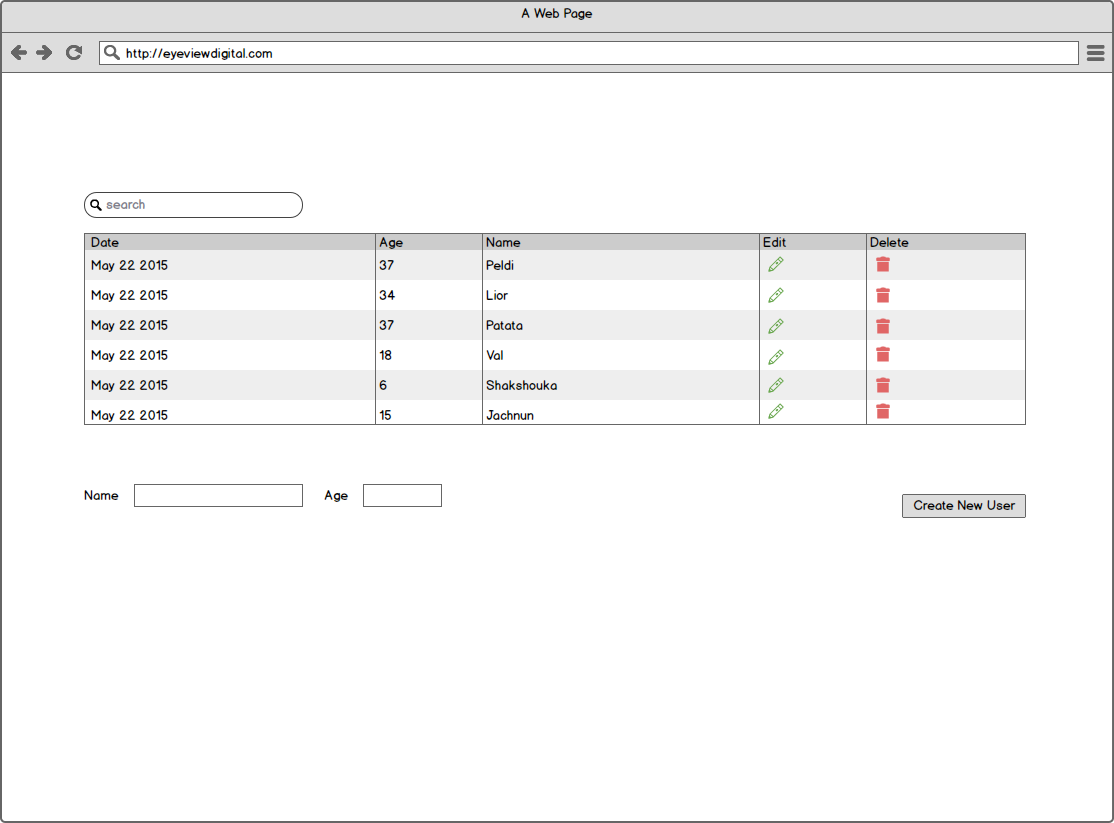 A Web Page
http://eyeviewdigital.com
search
Date Age Name Edit Delete
May 22 2015 37 Peldi
May 22 2015 34 Lior
May 22 2015 37 Patata
May 22 2015 18 Val
May 22 2015 6 Shakshouka
May 22 2015 15 Jachnun
Name Age
Create New User